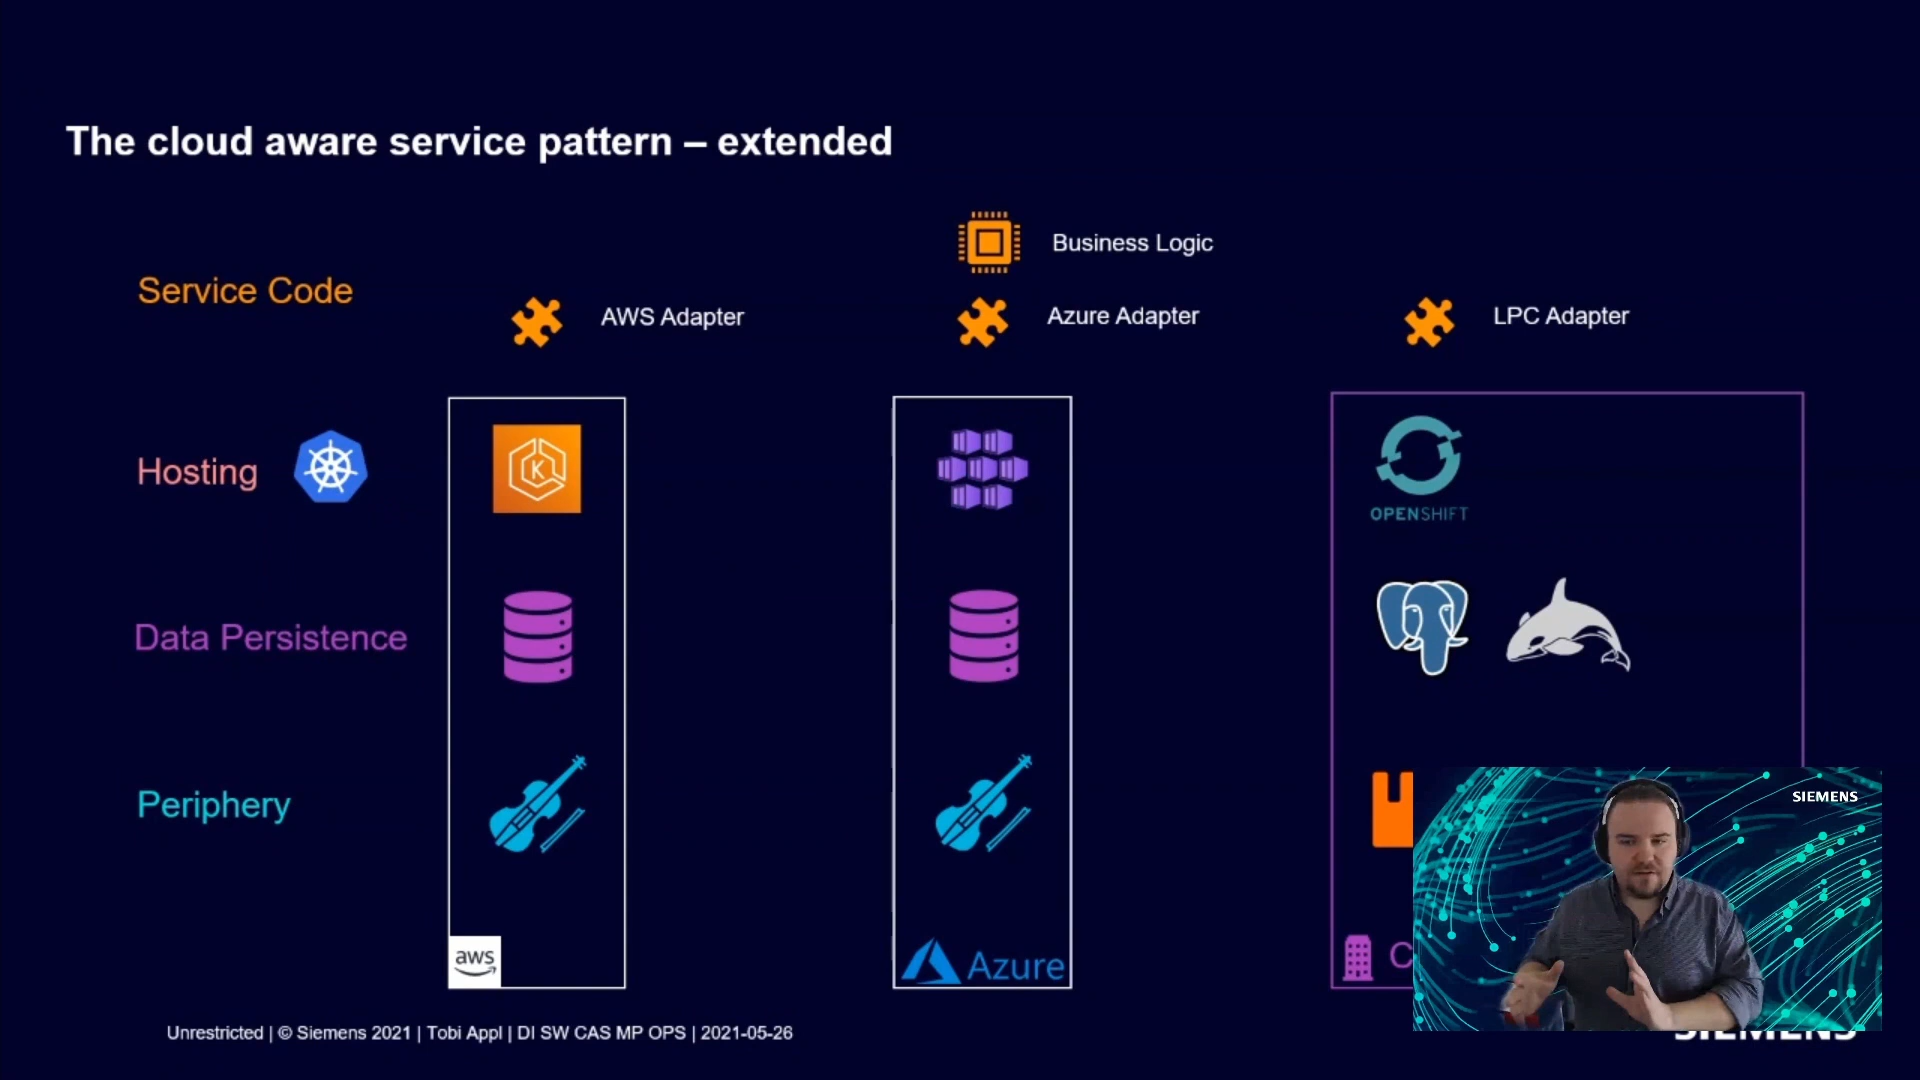 The cloud aware service pattern – extended
Business Logic
Service Code
AWS Adapter
Azure Adapter
LPC Adapter
Hosting
K
OPENSHIFT
Data Persistence
Periphery
SIEMENS
aws
Azure
C
Unrestricted | © Siemens 2021 | Tobi Appl | DI SW CAS MP OPS | 2021-05-26
SIEMENS